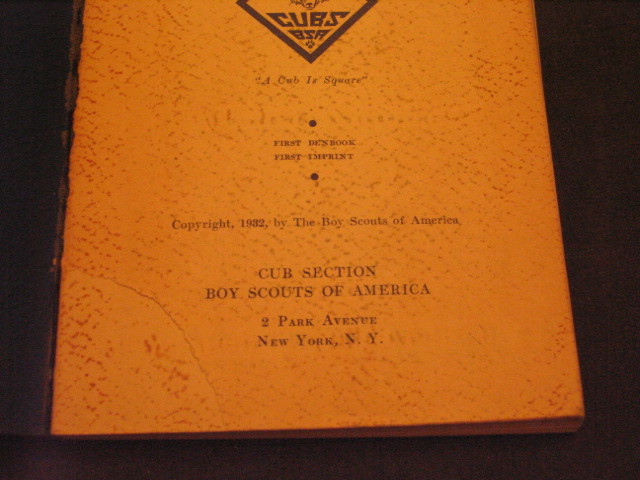 CUBS
BSA
"A Cub Is Square"
FIRST DENBOOK
FIRST IMPRINT
Copyright, 1932, by The Boy Scouts of America
CUB SECTION
BOY SCOUTS OF AMERICA
2 PARK AVENUE
NEW YORK, N. Y.